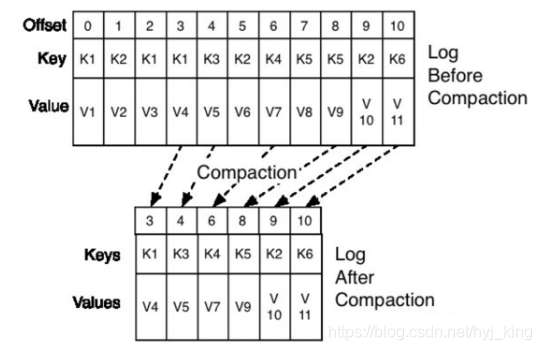 Offset 0 1 2 3 4 5 6 7 8 9 10
Key K1 K2 K1 K1 K3 K2 K4 K5 K5 K2 K6
Value V1 V2 V3 V4 V5 V6 V7 V8 V9 V 10 V 11
Log
Before
Compaction
Compaction
3 4 6 8 9 10
Keys K1 K3 K4 K5 K2 K6
Values V4 V5 V7 V9 V 10 V 11
Log
After
Compaction
https://blog.csdn.net/hyj_king